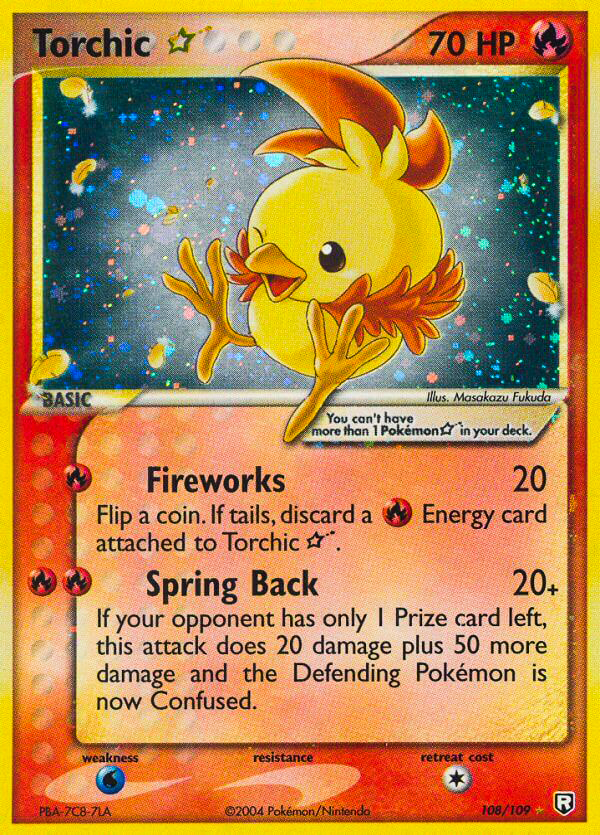 Torchic ☆ 70 HP
BASIC
Illus. Masakazu Fukuda
You can't have
more than 1 Pokémon ☆ in your deck.
Fireworks 20
Flip a coin. If tails, discard a Energy card
attached to Torchic ☆.
Spring Back 20+
If your opponent has only 1 Prize card left,
this attack does 20 damage plus 50 more
damage and the Defending Pokémon is
now Confused.
weakness resistance retreat cost
PBA-7C8-7LA ©2004 Pokémon/Nintendo 108/109 ★ R